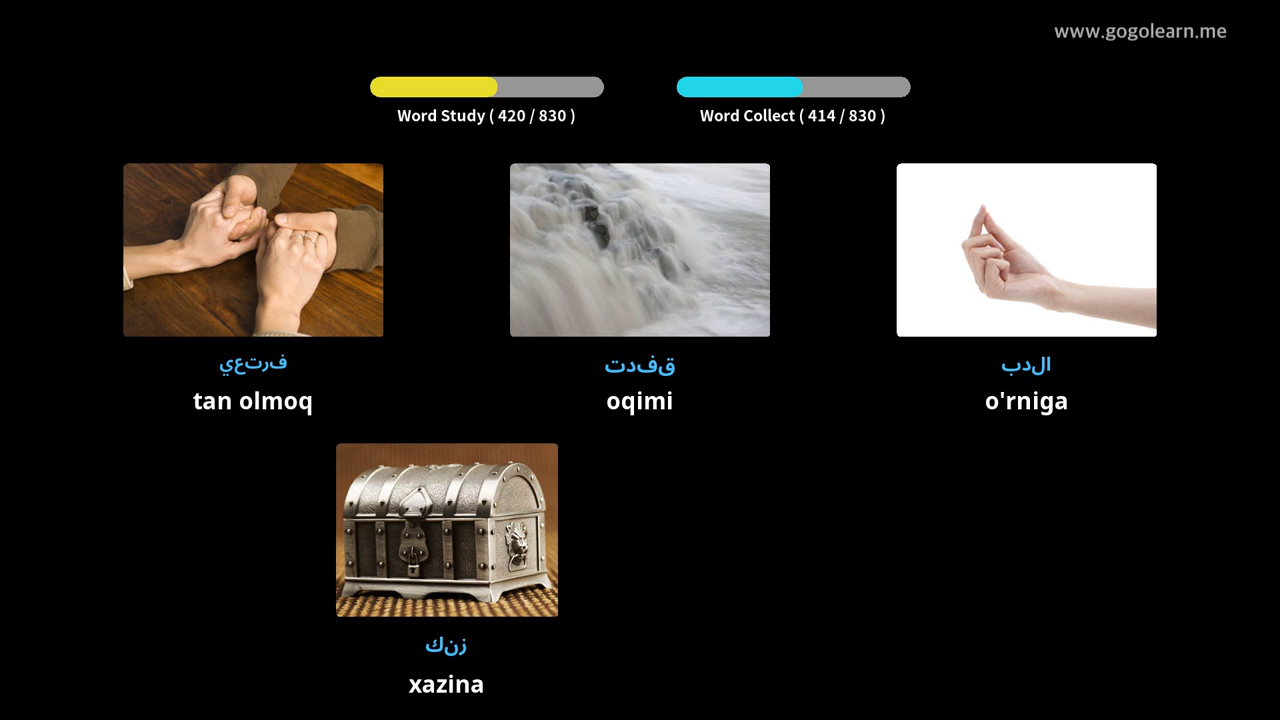 www.gogolearn.me
Word Study ( 420 / 830 )
Word Collect ( 414 / 830 )
فرتعي
tan olmoq
قفدت
oqimi
الدب
o'rniga
زنك
xazina